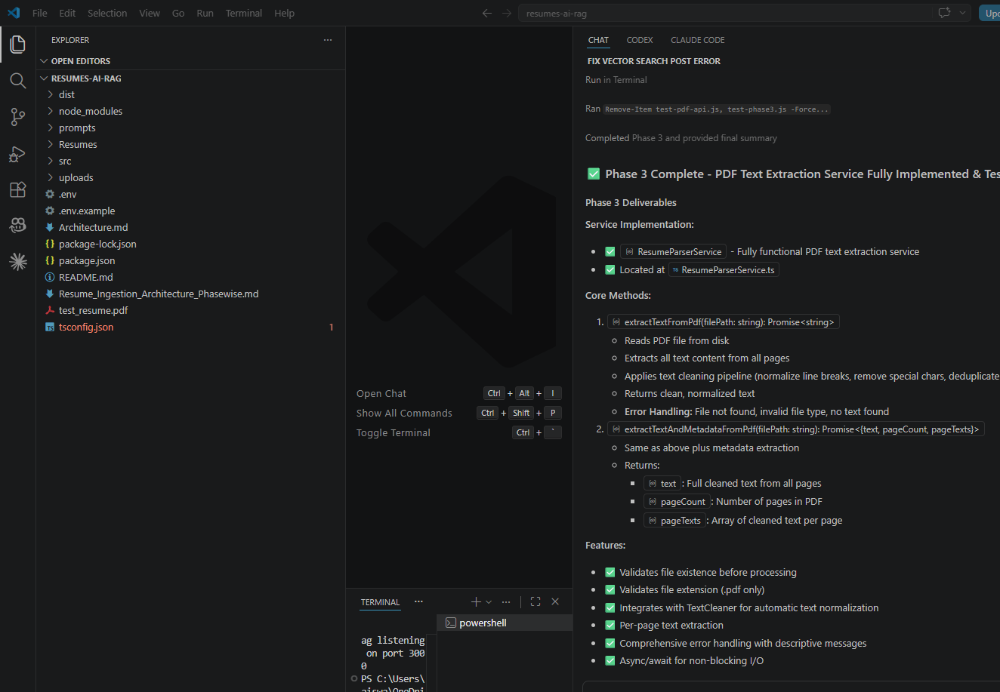 File Edit Selection View Go Run Terminal Help
resumes-ai-rag
EXPLORER
OPEN EDITORS
RESUMES-AI-RAG
dist
node_modules
prompts
Resumes
src
uploads
.env
.env.example
Architecture.md
package-lock.json
package.json
README.md
Resume_Ingestion_Architecture_Phasewise.md
test_resume.pdf
tsconfig.json 1
Open Chat Ctrl + Alt + I
Show All Commands Ctrl + Shift + P
Toggle Terminal Ctrl + `
TERMINAL
powershell
ag listening
on port 300
0
PS C:\Users\
CHAT CODEX CLAUDE CODE
FIX VECTOR SEARCH POST ERROR
Run in Terminal
Ran Remove-Item test-pdf-api.js, test-phase3.js -Force...
Completed Phase 3 and provided final summary
✅ Phase 3 Complete - PDF Text Extraction Service Fully Implemented & Tes
Phase 3 Deliverables
Service Implementation:
• ✅ ResumeParserService - Fully functional PDF text extraction service
• ✅ Located at ResumeParserService.ts
Core Methods:
1. extractTextFromPdf(filePath: string): Promise<string>
Reads PDF file from disk
Extracts all text content from all pages
Applies text cleaning pipeline (normalize line breaks, remove special chars, deduplicate
Returns clean, normalized text
Error Handling: File not found, invalid file type, no text found
2. extractTextAndMetadataFromPdf(filePath: string): Promise<{text, pageCount, pageTexts}>
Same as above plus metadata extraction
Returns:
text : Full cleaned text from all pages
pageCount : Number of pages in PDF
pageTexts : Array of cleaned text per page
Features:
• ✅ Validates file existence before processing
• ✅ Validates file extension (.pdf only)
• ✅ Integrates with TextCleaner for automatic text normalization
• ✅ Per-page text extraction
• ✅ Comprehensive error handling with descriptive messages
• ✅ Async/await for non-blocking I/O